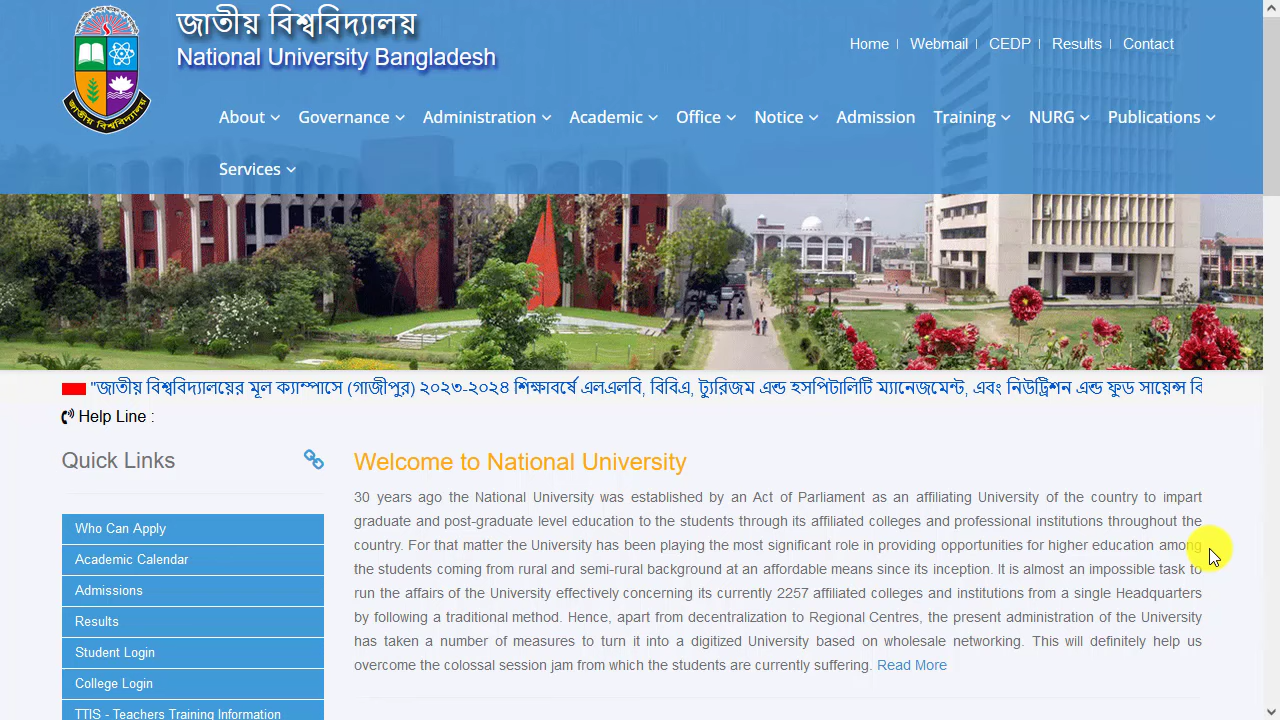 জাতীয় বিশ্ববিদ্যালয়
National University Bangladesh
Home
Webmail
CEDP
Results
Contact
About
Governance
Administration
Academic
Office
Notice
Admission
Training
NURG
Publications
Services
জাতীয় বিশ্ববিদ্যালয়
"জাতীয় বিশ্ববিদ্যালয়ের মূল ক্যাম্পাসে (গাজীপুর) ২০২৩-২০২৪ শিক্ষাবর্ষে এলএলবি, বিবিএ, ট্যুরিজম এন্ড হসপিটালিটি ম্যানেজমেন্ট, এবং নিউট্রিশন এন্ড ফুড সায়েন্স
Help Line :
Quick Links
Who Can Apply
Academic Calendar
Admissions
Results
Student Login
College Login
TTIS - Teachers Training Information
Welcome to National University
30 years ago the National University was established by an Act of Parliament as an affiliating University of the country to impart
graduate and post-graduate level education to the students through its affiliated colleges and professional institutions throughout the
country. For that matter the University has been playing the most significant role in providing opportunities for higher education among
the students coming from rural and semi-rural background at an affordable means since its inception. It is almost an impossible task to
run the affairs of the University effectively concerning its currently 2257 affiliated colleges and institutions from a single Headquarters
by following a traditional method. Hence, apart from decentralization to Regional Centres, the present administration of the University
has taken a number of measures to turn it into a digitized University based on wholesale networking. This will definitely help us
overcome the colossal session jam from which the students are currently suffering. Read More